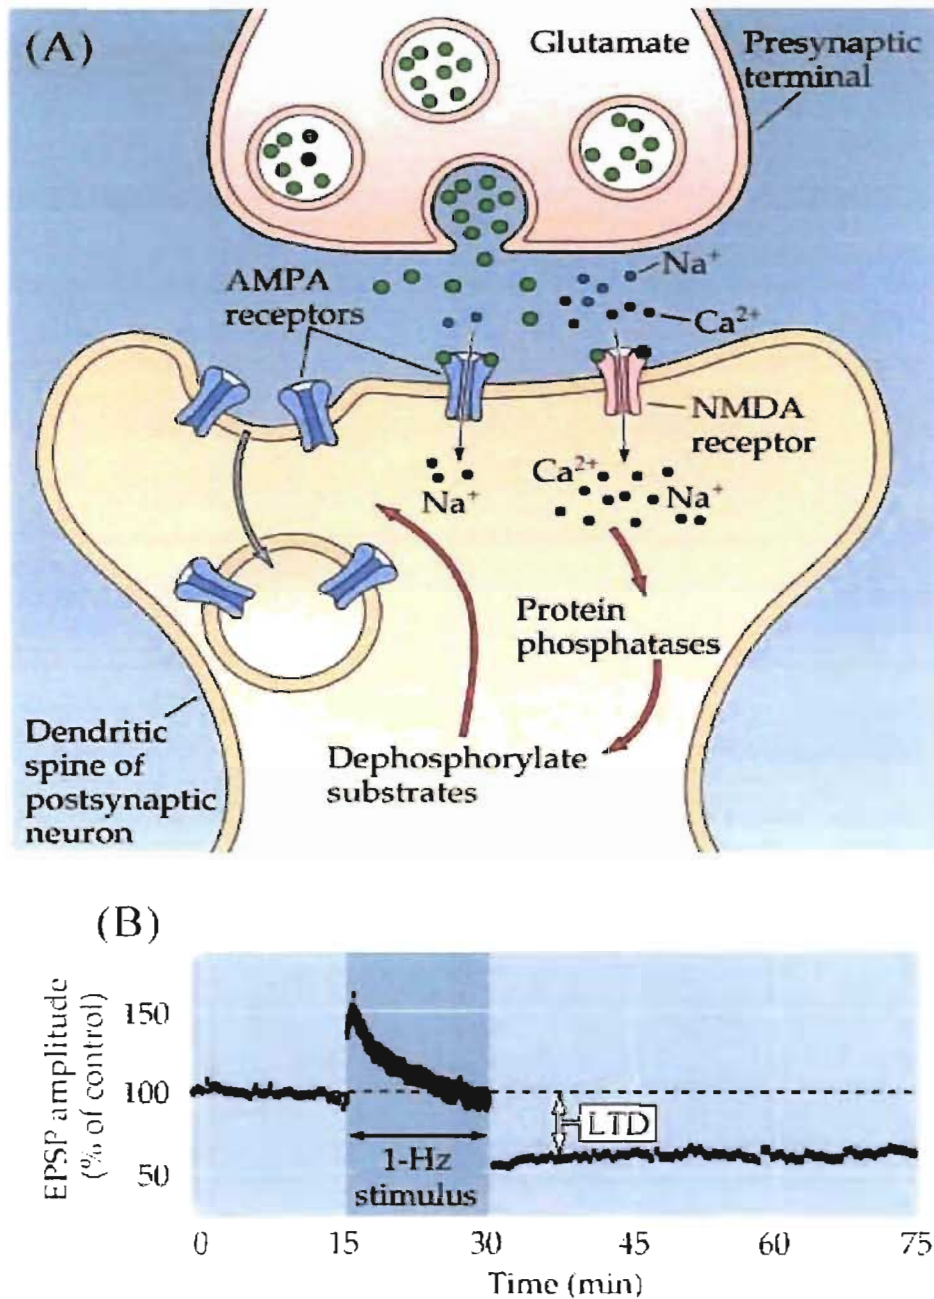 (A)
Glutamate
Presynaptic
terminal
AMPA
receptors
Na⁺
Ca²⁺
NMDA
receptor
Na⁺
Ca²⁺
Na⁺
Protein
phosphatases
Dephosphorylate
substrates
Dendritic
spine of
postsynaptic
neuron
(B)
EPSP amplitude
(% of control)
150
100
50
LTD
1-Hz
stimulus
0 15 30 45 60 75
Time (min)